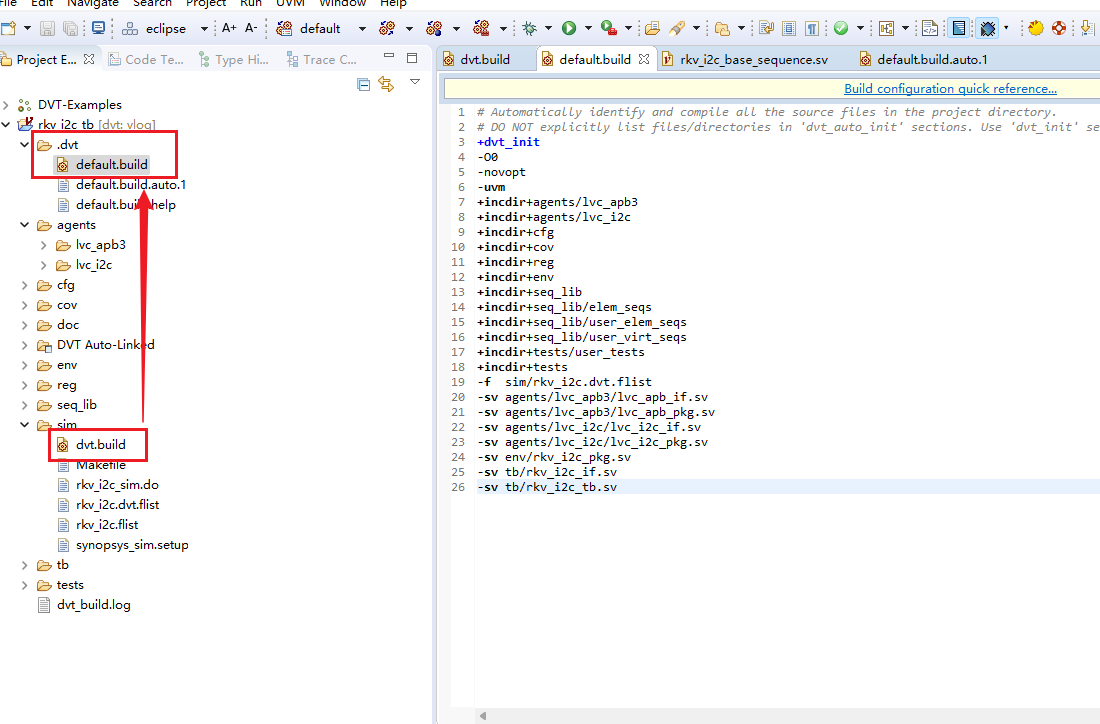 File Edit Navigate Search Project Run UVM Window Help
eclipse A+ A- default
Project E... Code Te... Type Hi... Trace C...
DVT-Examples
rkv_i2c_tb [dvt: vlog]
.dvt
default.build
default.build.auto.1
default.build.help
agents
lvc_apb3
lvc_i2c
cfg
cov
doc
DVT Auto-Linked
env
reg
seq_lib
sim
dvt.build
Makefile
rkv_i2c_sim.do
rkv_i2c.dvt.flist
rkv_i2c.flist
synopsys_sim.setup
tb
tests
dvt_build.log
dvt.build default.build rkv_i2c_base_sequence.sv default.build.auto.1
Build configuration quick reference...
1 # Automatically identify and compile all the source files in the project directory.
2 # DO NOT explicitly list files/directories in 'dvt_auto_init' sections. Use 'dvt_init' se
3 +dvt_init
4 -O0
5 -novopt
6 -uvm
7 +incdir+agents/lvc_apb3
8 +incdir+agents/lvc_i2c
9 +incdir+cfg
10 +incdir+cov
11 +incdir+reg
12 +incdir+env
13 +incdir+seq_lib
14 +incdir+seq_lib/elem_seqs
15 +incdir+seq_lib/user_elem_seqs
16 +incdir+seq_lib/user_virt_seqs
17 +incdir+tests/user_tests
18 +incdir+tests
19 -f  sim/rkv_i2c.dvt.flist
20 -sv agents/lvc_apb3/lvc_apb_if.sv
21 -sv agents/lvc_apb3/lvc_apb_pkg.sv
22 -sv agents/lvc_i2c/lvc_i2c_if.sv
23 -sv agents/lvc_i2c/lvc_i2c_pkg.sv
24 -sv env/rkv_i2c_pkg.sv
25 -sv tb/rkv_i2c_if.sv
26 -sv tb/rkv_i2c_tb.sv